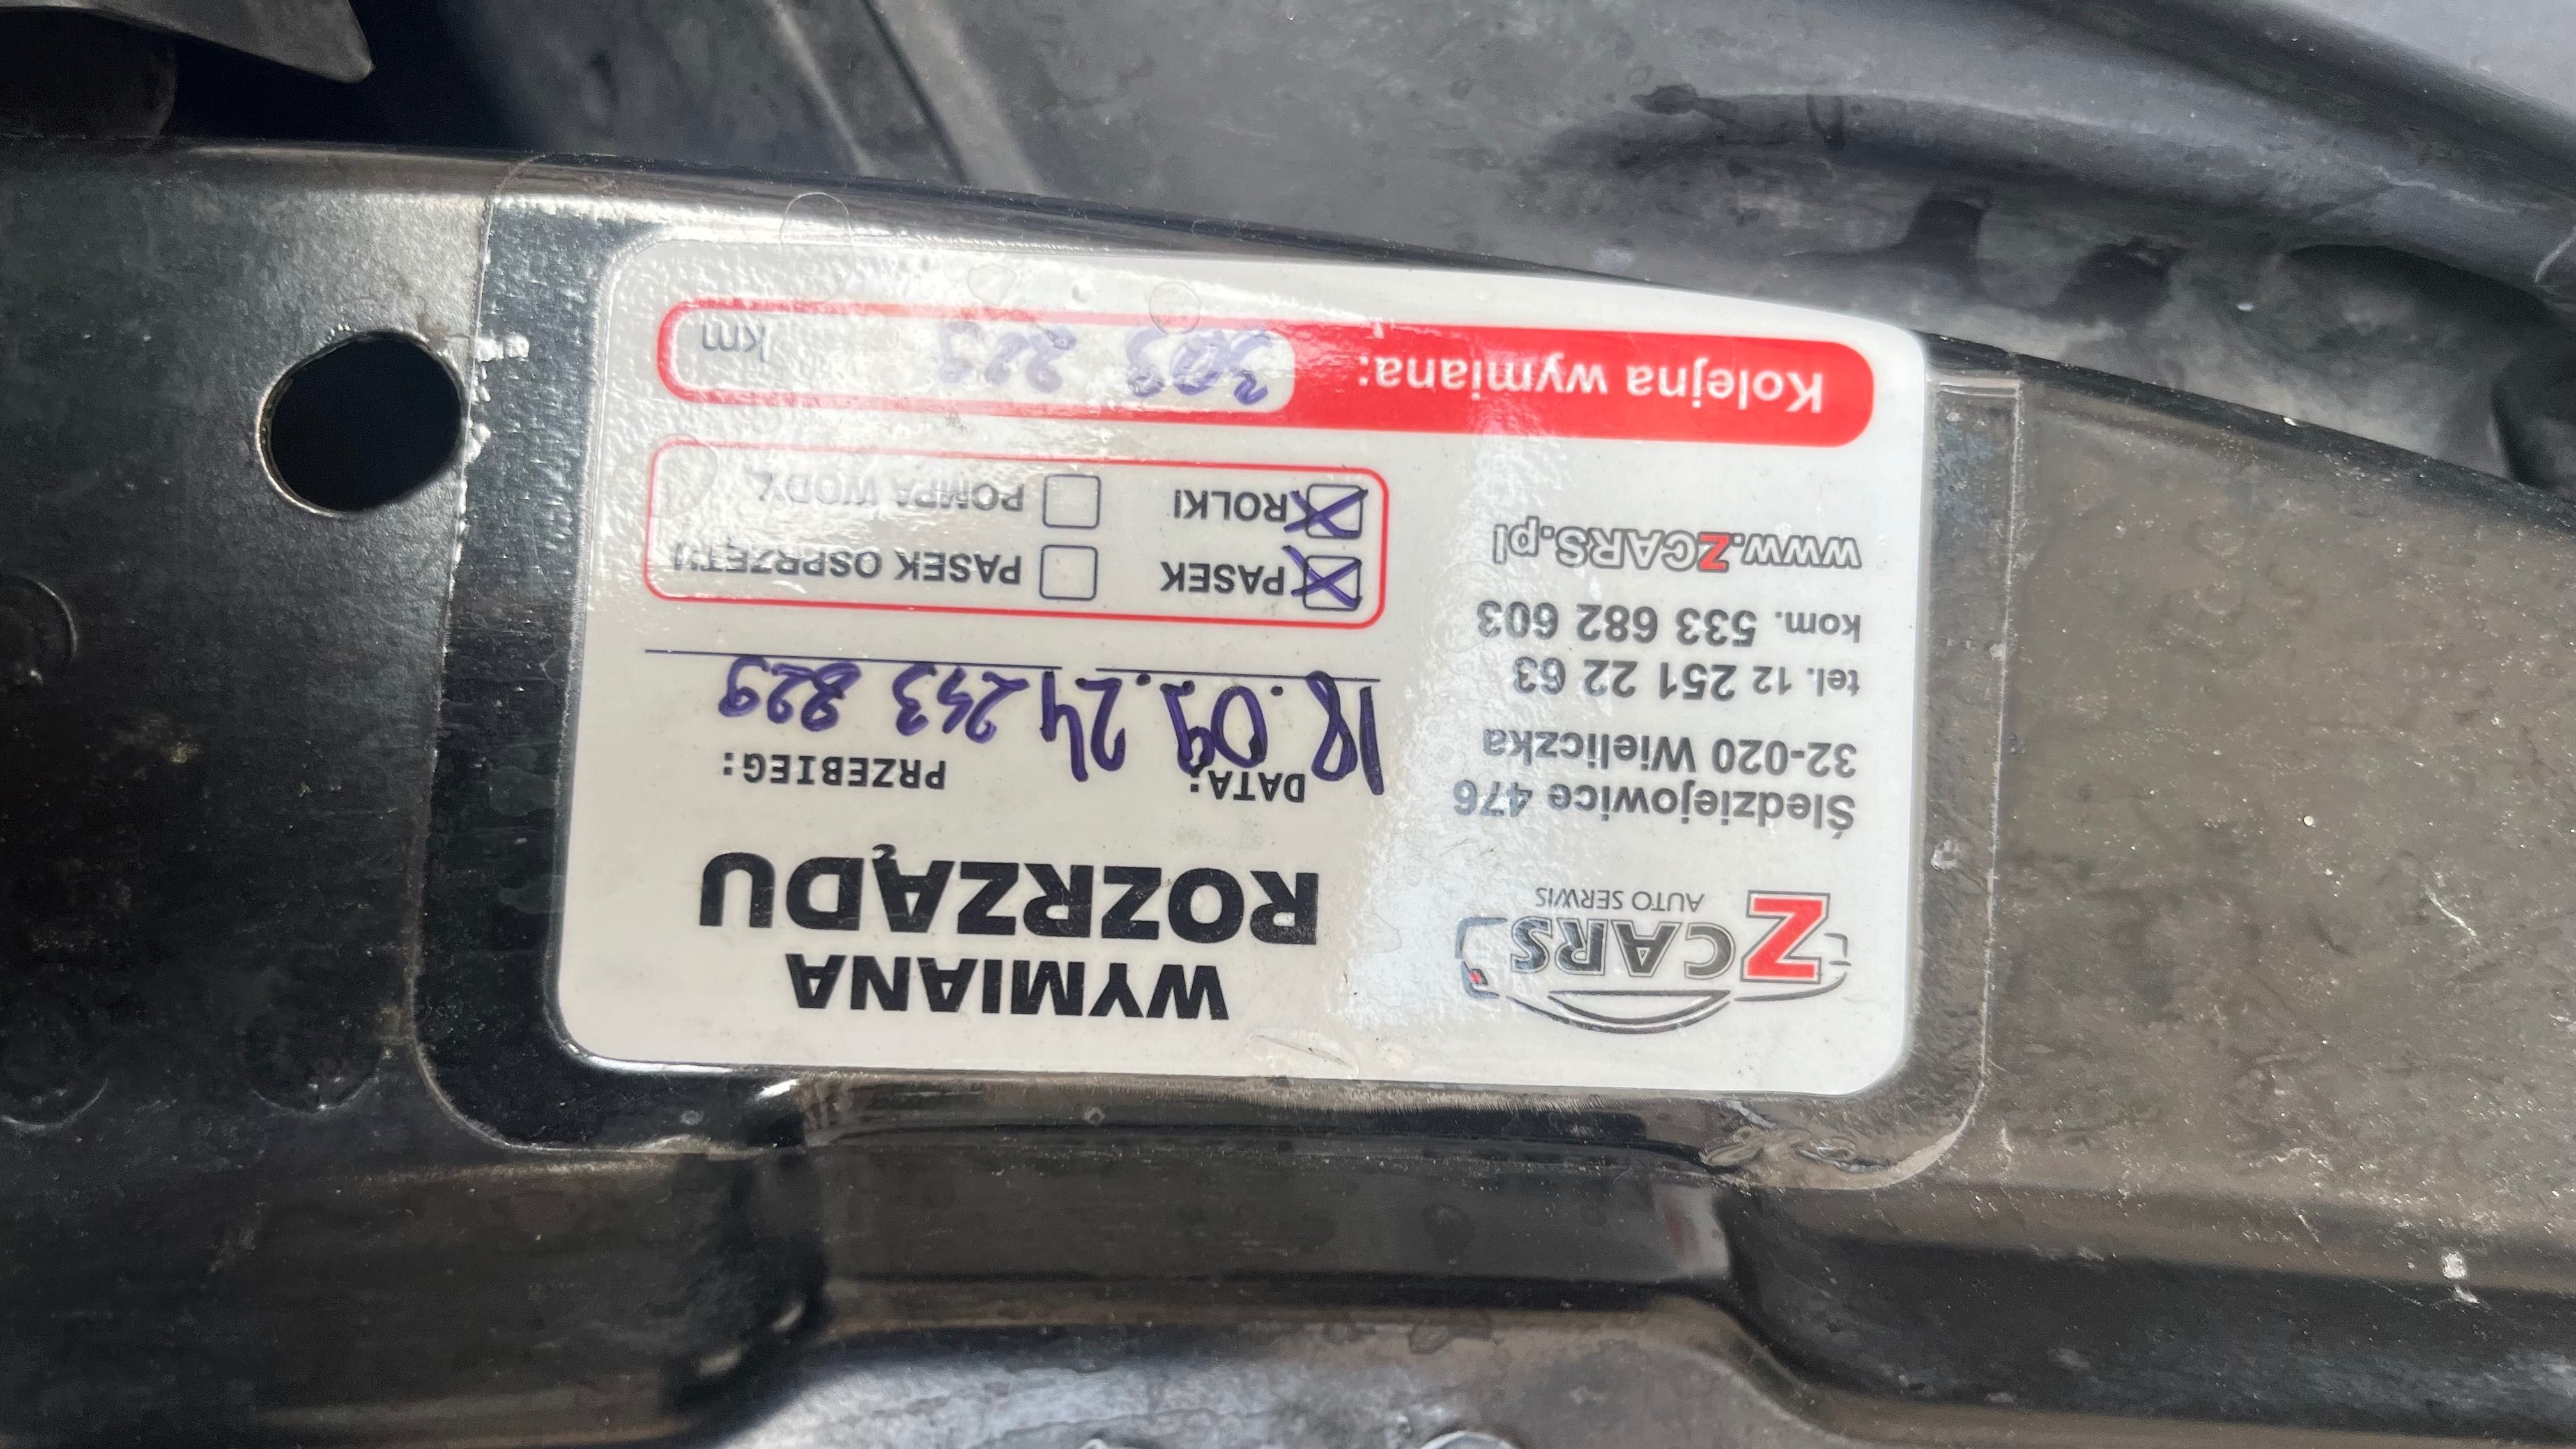 Z CARS
AUTO SERWIS
Śledziejowice 476
32-020 Wieliczka
tel. 12 251 22 63
kom. 533 682 603
www.ZCARS.pl
WYMIANA
ROZRZĄDU
DATA: PRZEBIEG:
18.09.24 243 829
PASEK PASEK OSPRZĘTU
ROLKI POMPA WODY
Kolejna wymiana: 303 829 km